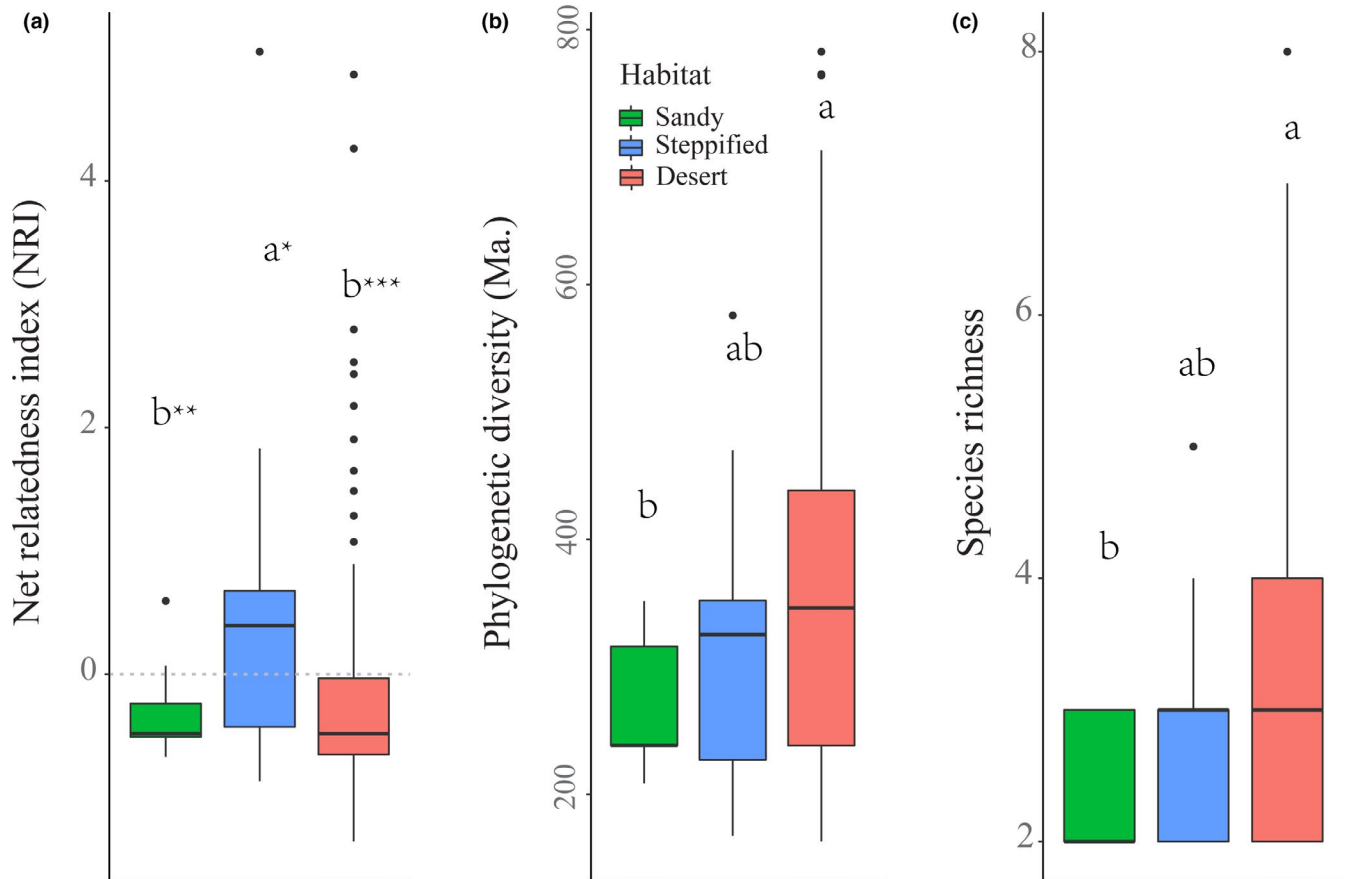 (a)
Net relatedness index (NRI)
4
2
0
b**
a*
b***
(b)
Phylogenetic diversity (Ma.)
800
600
400
200
Habitat
Sandy
Steppified
Desert
b
ab
a
(c)
Species richness
8
6
4
2
b
ab
a